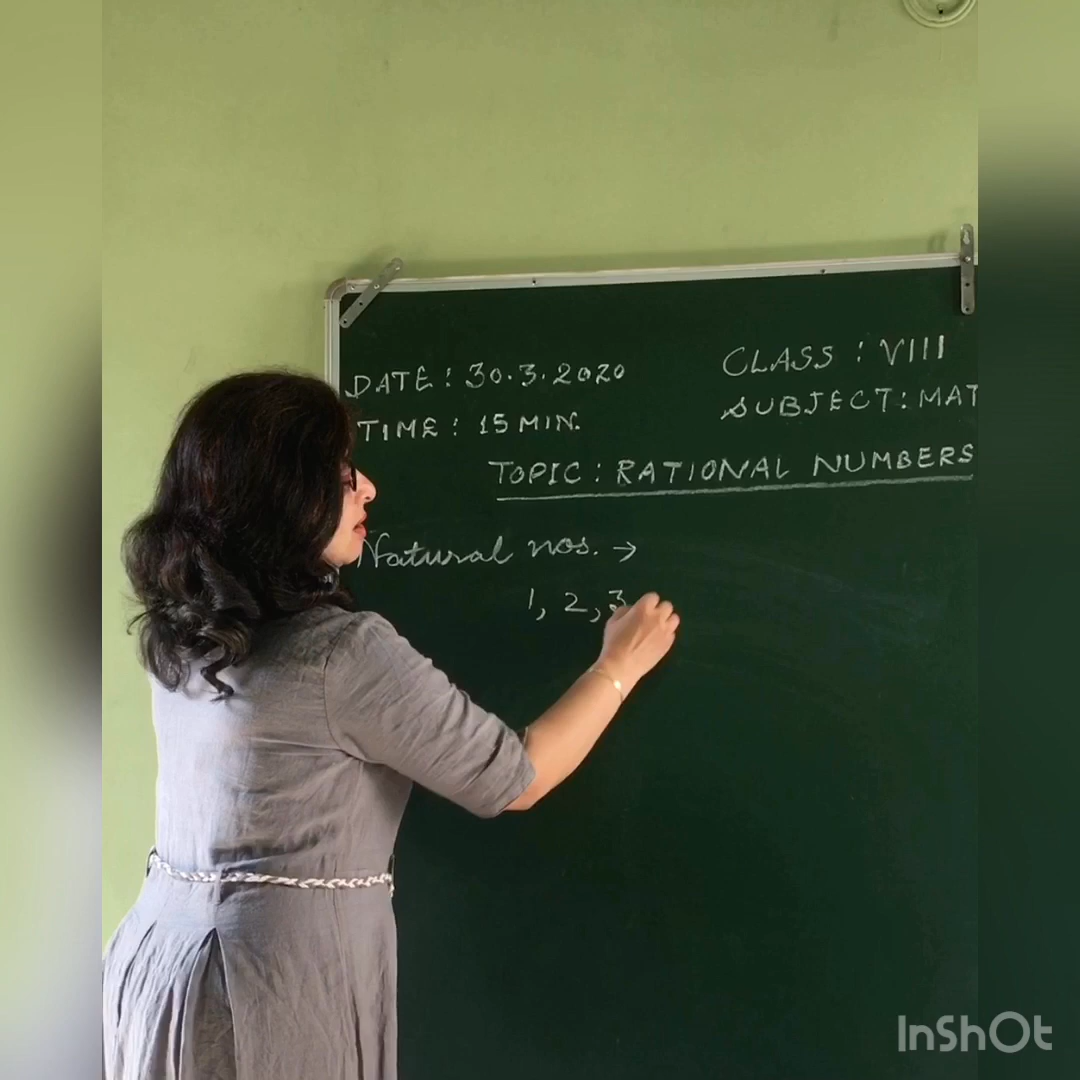 DATE : 30.3.2020
CLASS : VIII
TIME : 15 MIN.
SUBJECT : MAT
TOPIC : RATIONAL NUMBERS
Natural nos. →
1, 2, 3
InShOt